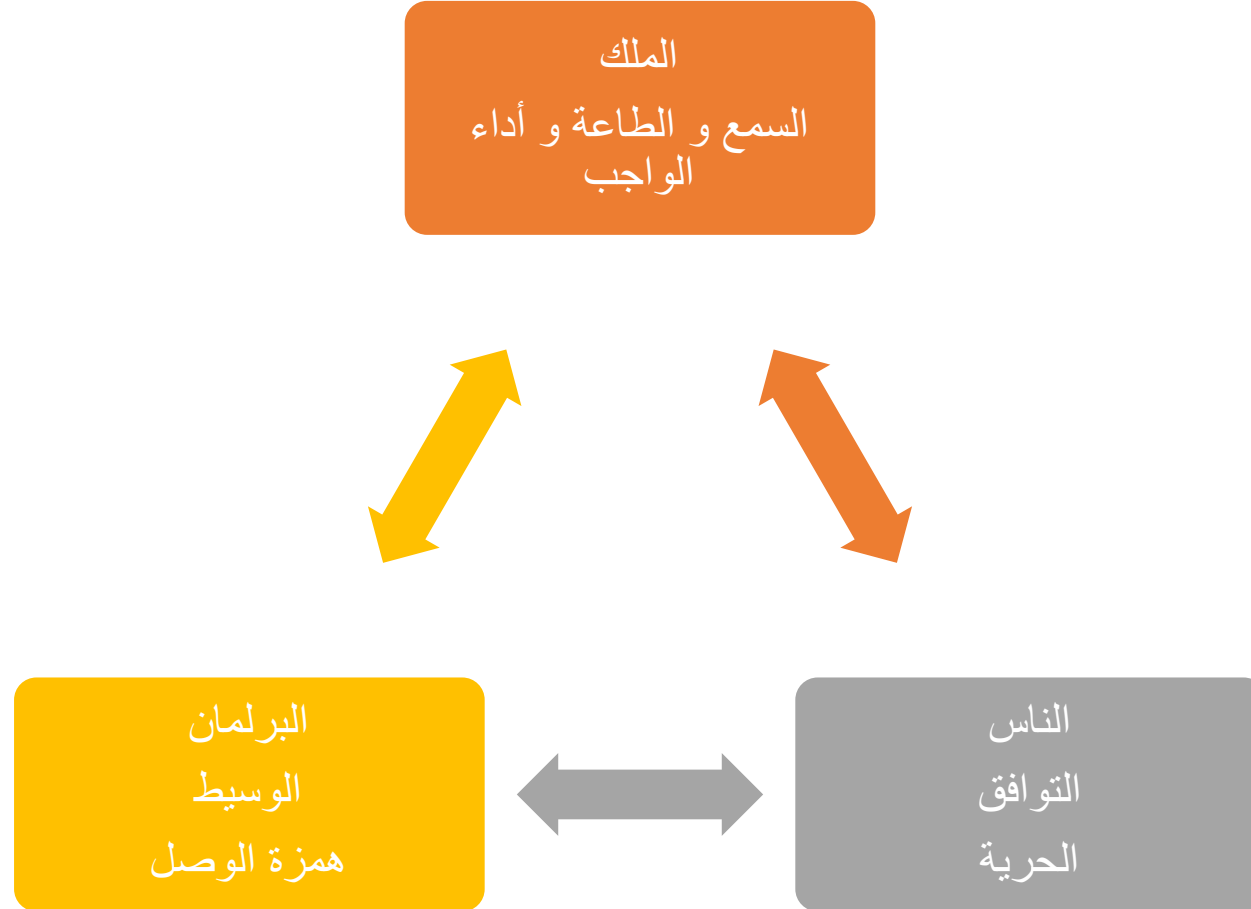 الملك
السمع و الطاعة و أداء
الواجب
الناس
التوافق
الحرية
البرلمان
الوسيط
همزة الوصل